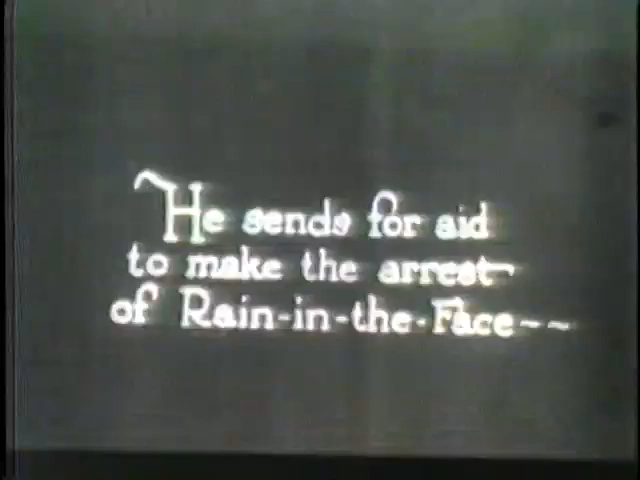 He sends for aid
to make the arrest
of Rain-in-the-Face--